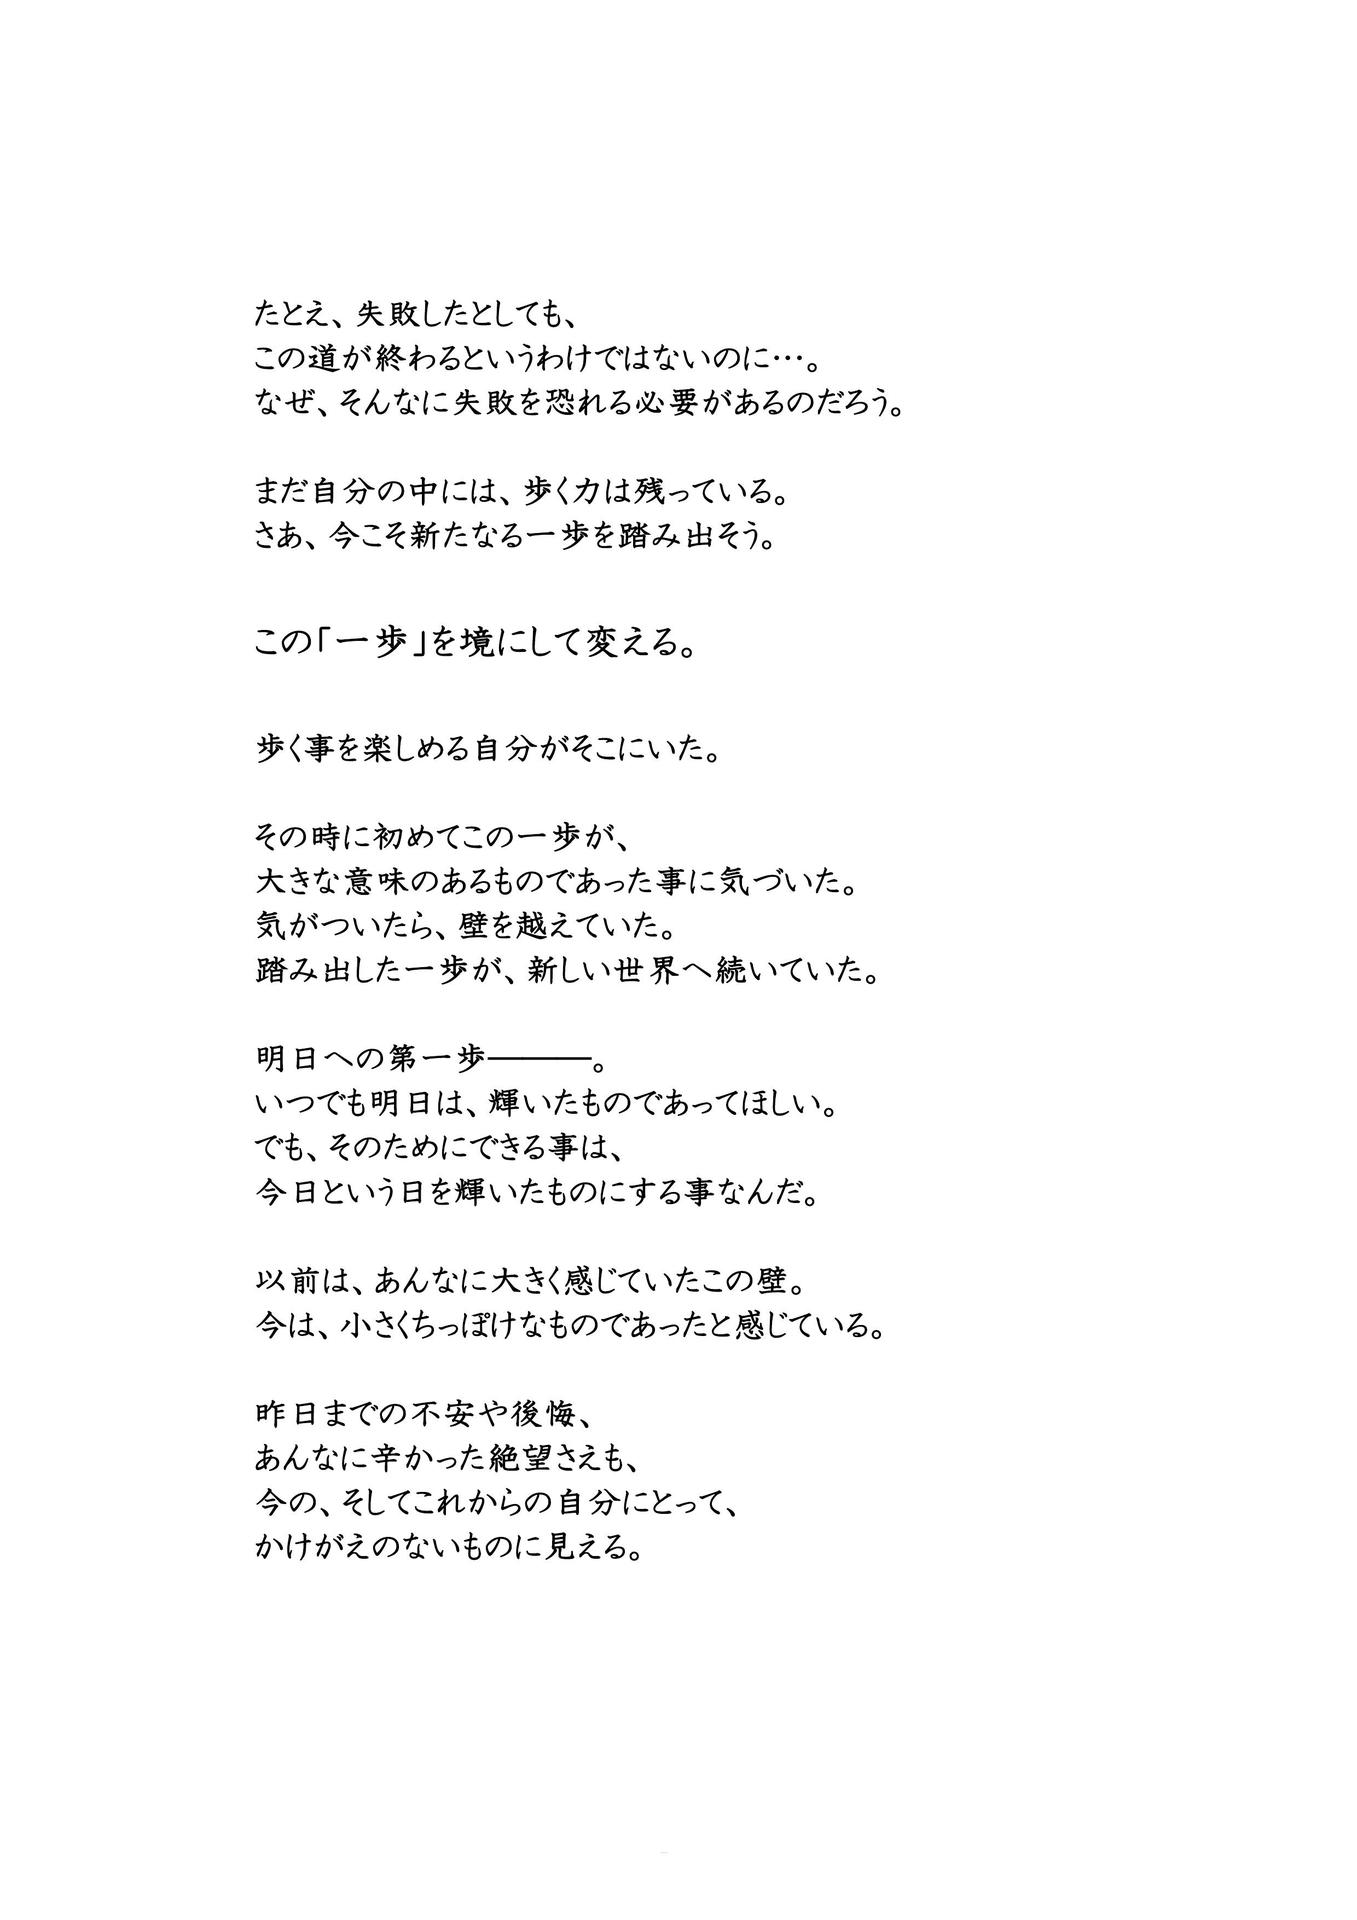 たとえ、失敗したとしても、
この道が終わるというわけではないのに…。
なぜ、そんなに失敗を恐れる必要があるのだろう。
まだ自分の中には、歩く力は残っている。
さあ、今こそ新たなる一歩を踏み出そう。
この「一歩」を境にして変える。
歩く事を楽しめる自分がそこにいた。
その時に初めてこの一歩が、
大きな意味のあるものであった事に気づいた。
気がついたら、壁を越えていた。
踏み出した一歩が、新しい世界へ続いていた。
明日への第一歩―――。
いつでも明日は、輝いたものであってほしい。
でも、そのためにできる事は、
今日という日を輝いたものにする事なんだ。
以前は、あんなに大きく感じていたこの壁。
今は、小さくちっぽけなものであったと感じている。
昨日までの不安や後悔、
あんなに辛かった絶望さえも、
今の、そしてこれからの自分にとって、
かけがえのないものに見える。